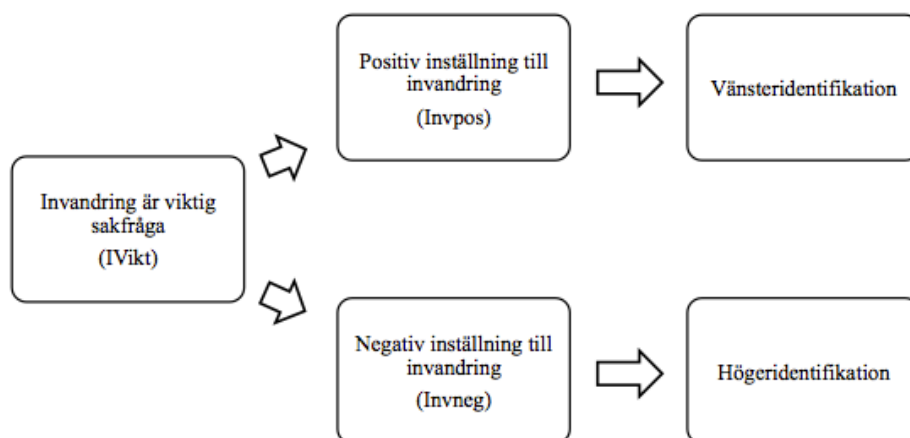 Positiv inställning till
invandring
(Invpos)
Vänsteridentifikation
Invandring är viktig
sakfråga
(IVikt)
Negativ inställning till
invandring
(Invneg)
Högeridentifikation